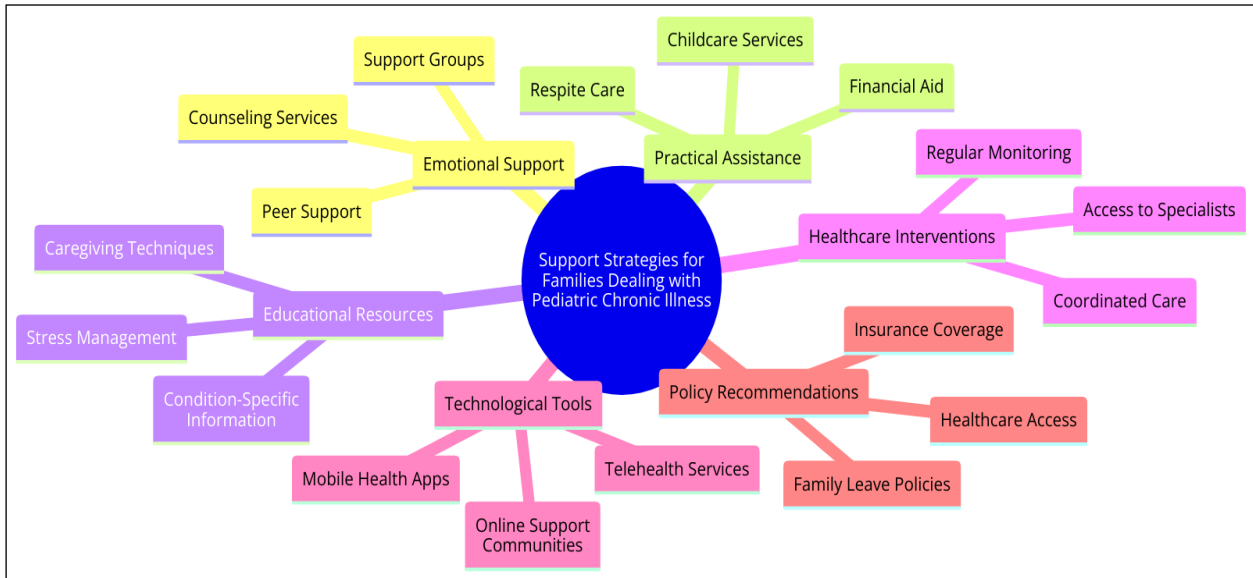 Support Strategies for
Families Dealing with
Pediatric Chronic Illness
Emotional Support
Support Groups
Counseling Services
Peer Support
Practical Assistance
Respite Care
Childcare Services
Financial Aid
Healthcare Interventions
Regular Monitoring
Access to Specialists
Coordinated Care
Policy Recommendations
Insurance Coverage
Healthcare Access
Family Leave Policies
Technological Tools
Mobile Health Apps
Online Support
Communities
Telehealth Services
Educational Resources
Caregiving Techniques
Stress Management
Condition-Specific
Information